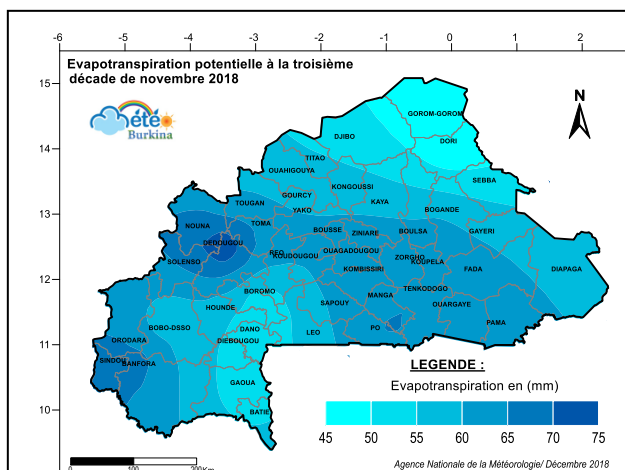 -6 -5 -4 -3 -2 -1 0 1 2
Evapotranspiration potentielle à la troisième
décade de novembre 2018
Météo
Burkina
N
15
14
13
12
11
10
GOROM-GOROM
DJIBO
DORI
TITAO
OUAHIGOUYA
SEBBA
KONGOUSSI
GOURCY
TOUGAN
KAYA
YAKO
BOGANDE
NOUNA
TOMA
BOUSSE
ZINIARE
BOULSA
GAYERI
DEDOUGOU
REO
KOUDOUGOU
OUAGADOUGOU
ZORGHO
KOUPELA
SOLENSO
KOMBISSIRI
FADA
DIAPAGA
BOROMO
TENKODOGO
MANGA
SAPOUY
OUARGAYE
HOUNDE
BOBO-DSSO
DANO
LEO
PO
PAMA
DIEBOUGOU
ORODARA
SINDOU
BANFORA
GAOUA
BATIE
LEGENDE :
Evapotranspiration en (mm)
45 50 55 60 65 70 75
0 100 200 Km
Agence Nationale de la Météorologie/ Décembre 2018